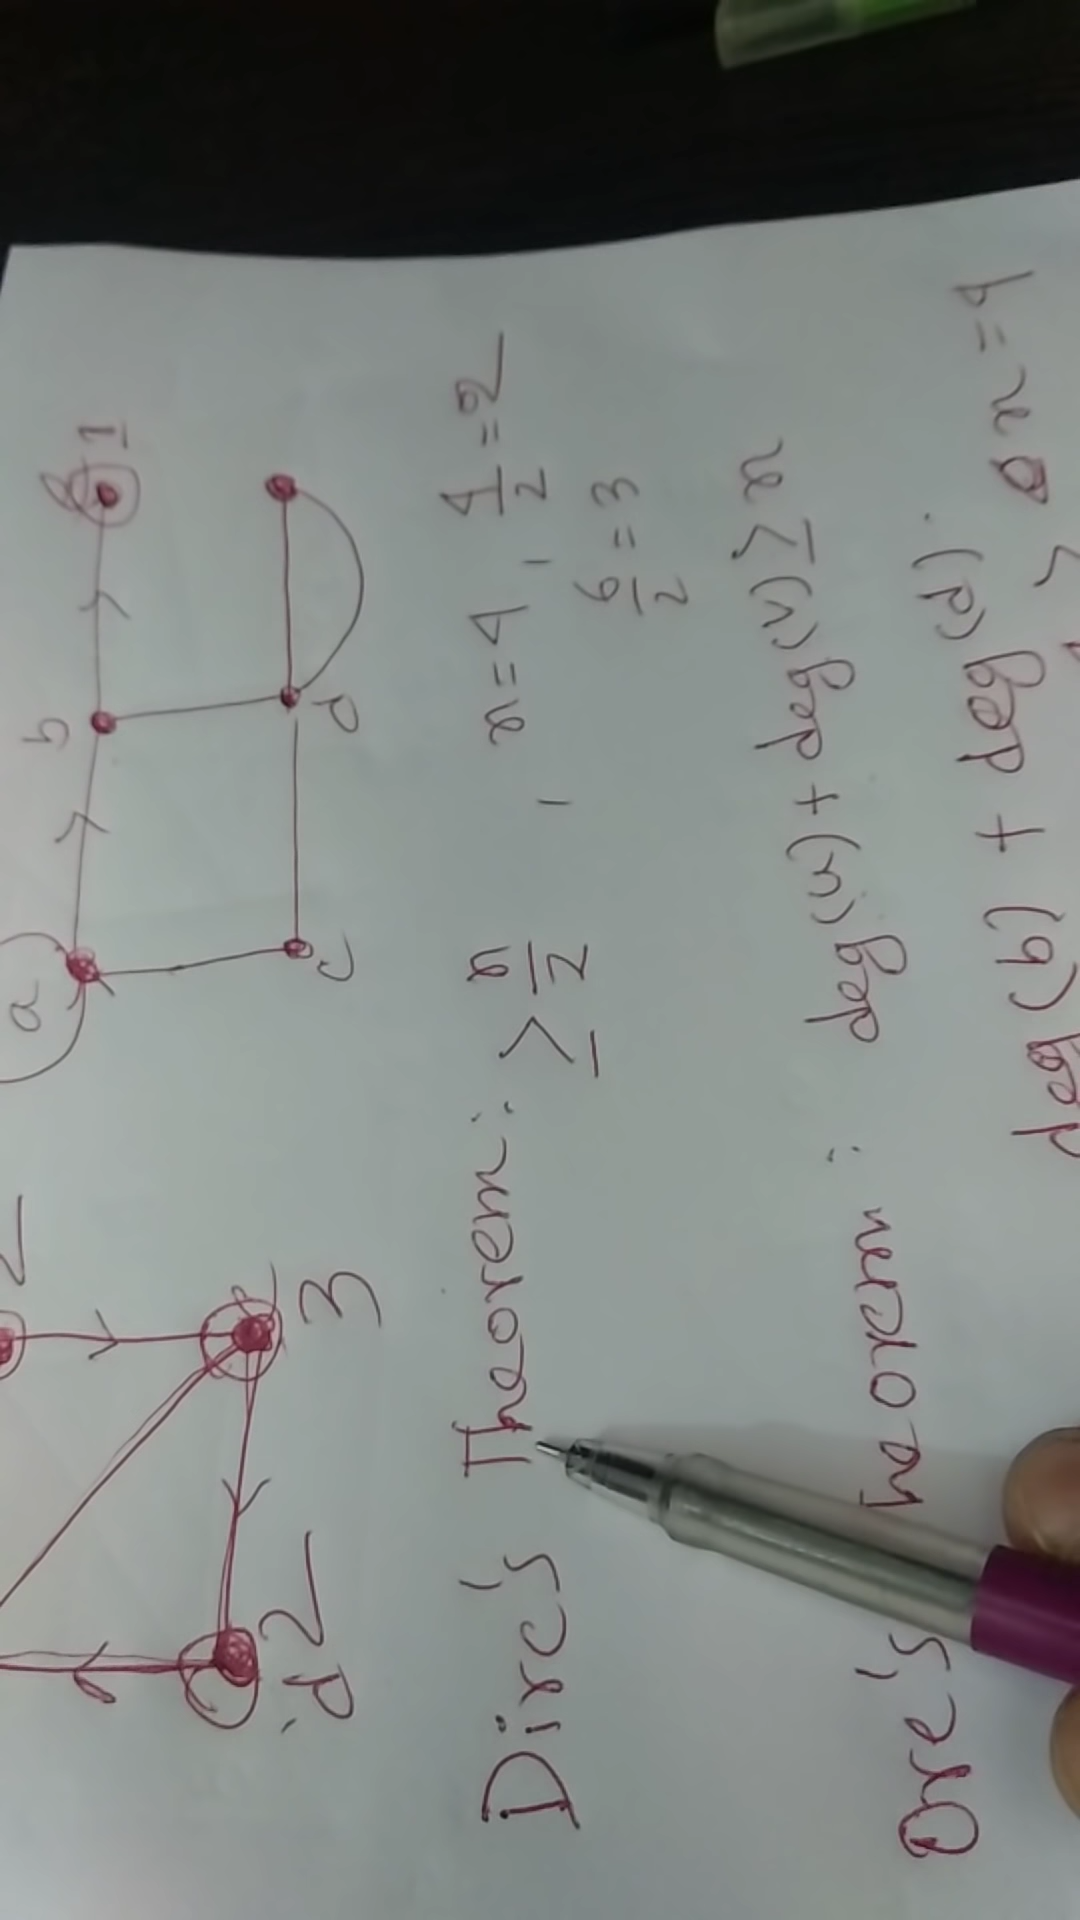 a b e 1
c d
2
3
d 2
Dirc's Theorem: ≥ n/2 , n=4 , 4/2 = 2
6/2 = 3
Ore's Theorem : deg(u) + deg(v) ≥ n
deg(b) + deg(d)
n=4